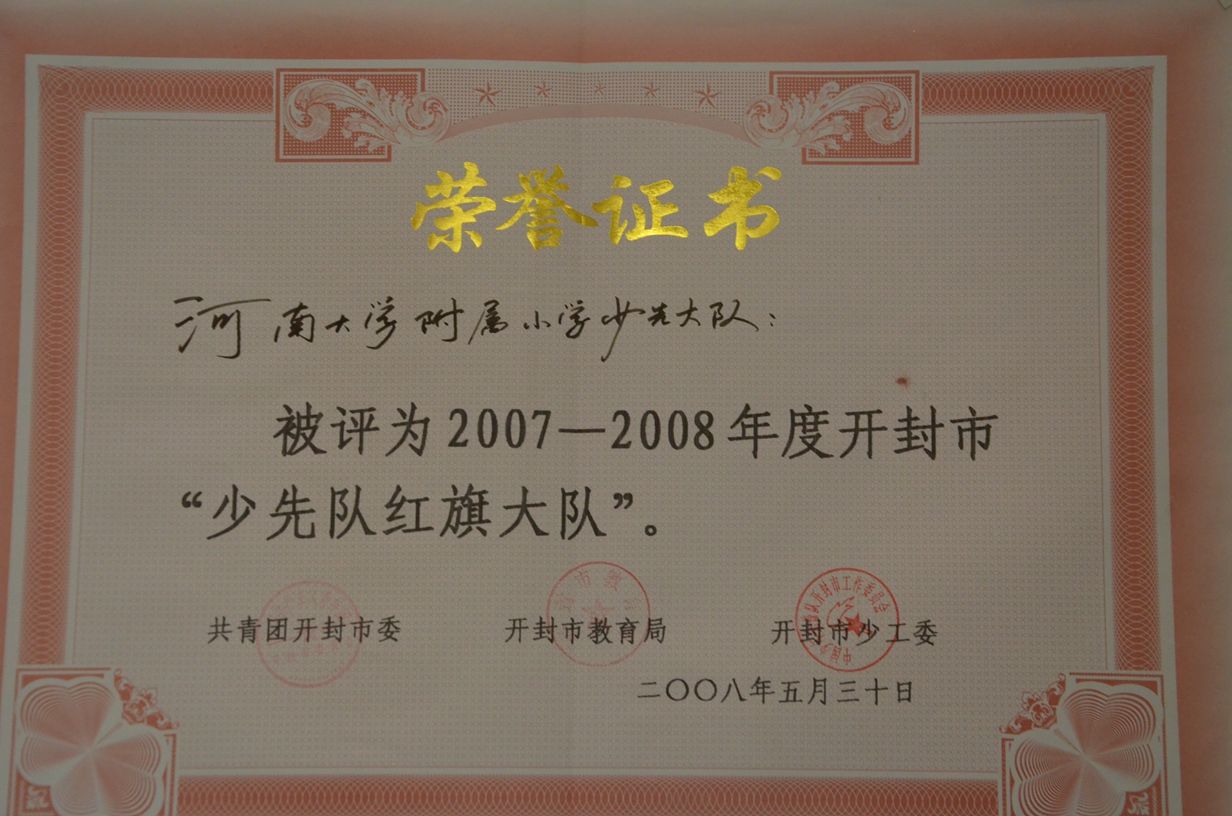 荣誉证书
河南大学附属小学少先大队：
被评为2007—2008年度开封市
“少先队红旗大队”。
共青团开封市委 开封市教育局 开封市少工委
二〇〇八年五月三十日